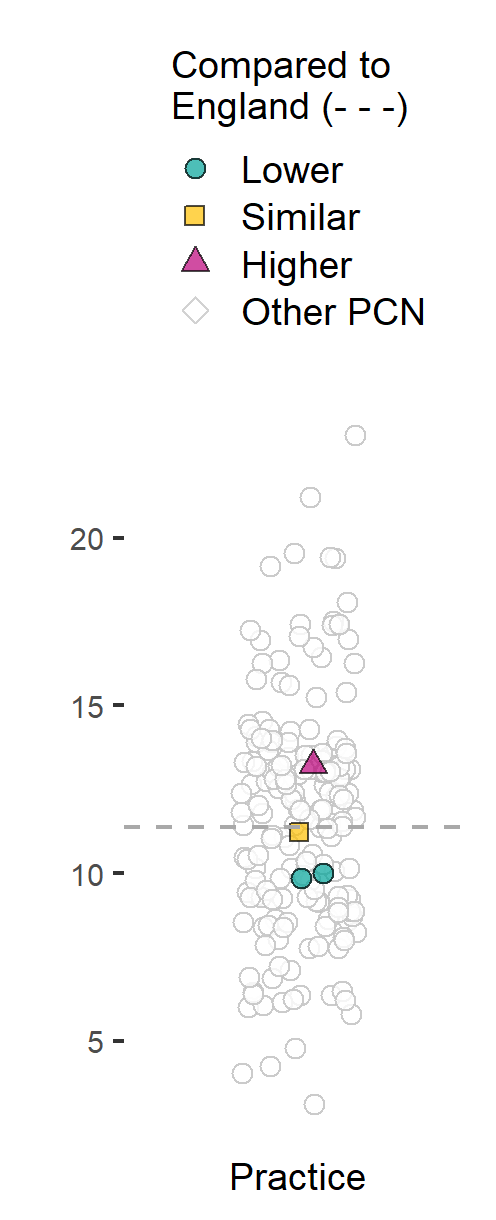 Compared to
England (- - -)
Lower
Similar
Higher
Other PCN
20
15
10
5
Practice